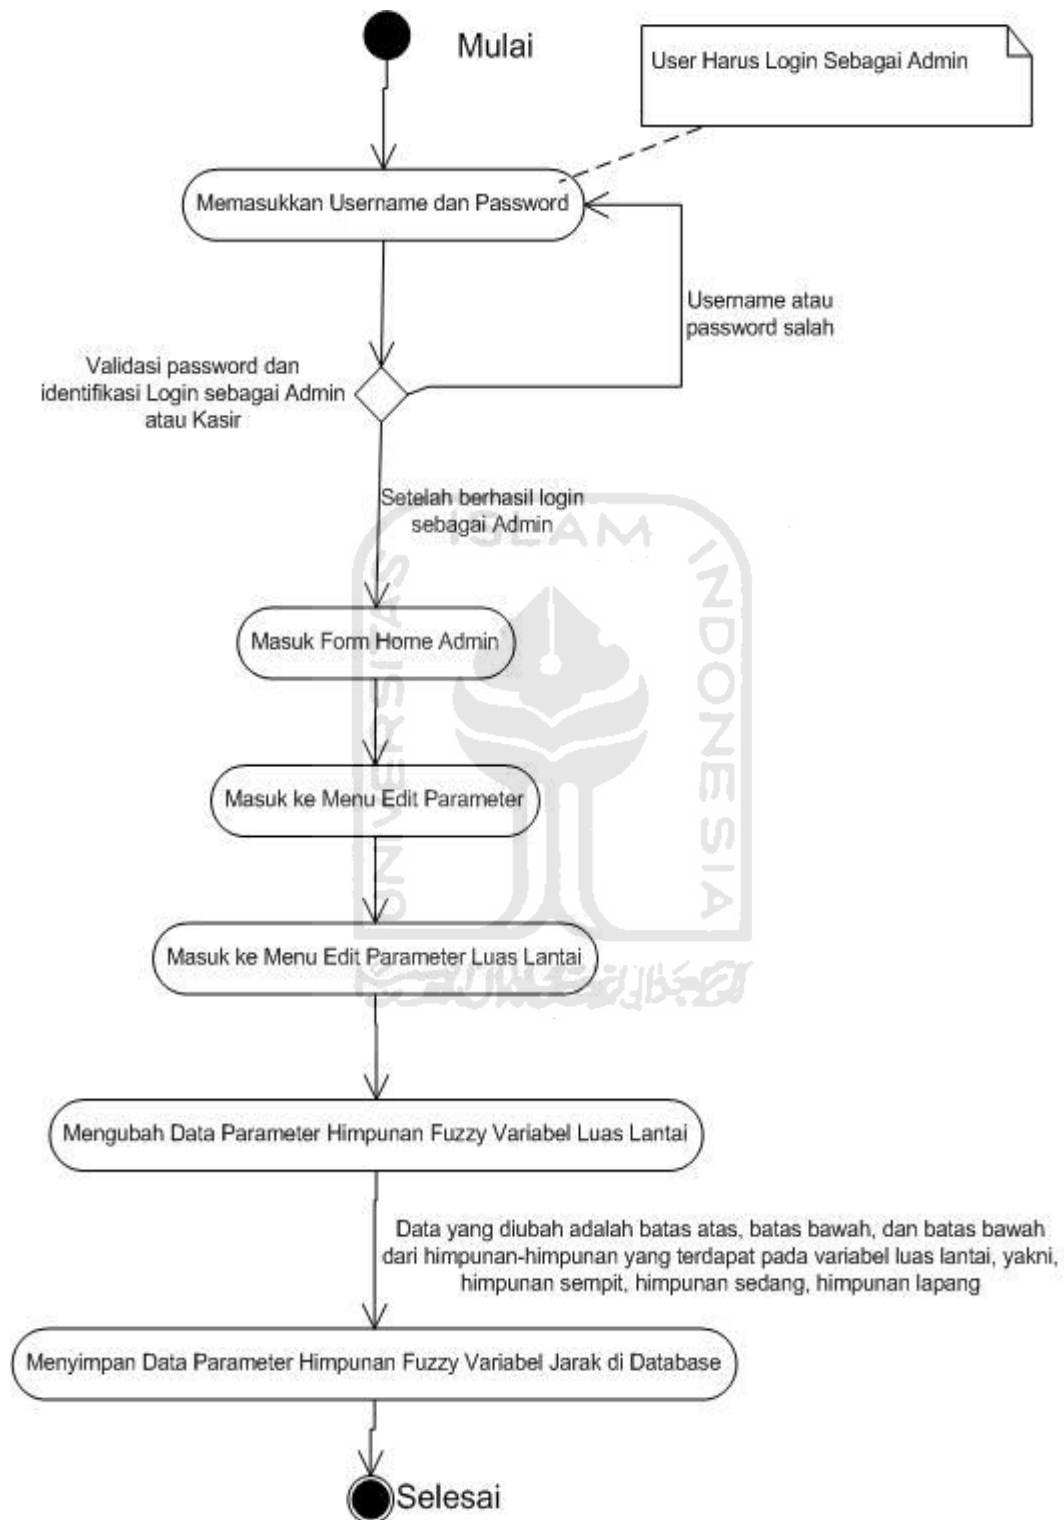 Mulai
User Harus Login Sebagai Admin
Memasukkan Username dan Password
Username atau
password salah
Validasi password dan
identifikasi Login sebagai Admin
atau Kasir
Setelah berhasil login
sebagai Admin
UNIVERSITAS
ISLAM
INDONESIA
Masuk Form Home Admin
Masuk ke Menu Edit Parameter
Masuk ke Menu Edit Parameter Luas Lantai
Mengubah Data Parameter Himpunan Fuzzy Variabel Luas Lantai
Data yang diubah adalah batas atas, batas bawah, dan batas bawah
dari himpunan-himpunan yang terdapat pada variabel luas lantai, yakni,
himpunan sempit, himpunan sedang, himpunan lapang
Menyimpan Data Parameter Himpunan Fuzzy Variabel Jarak di Database
Selesai